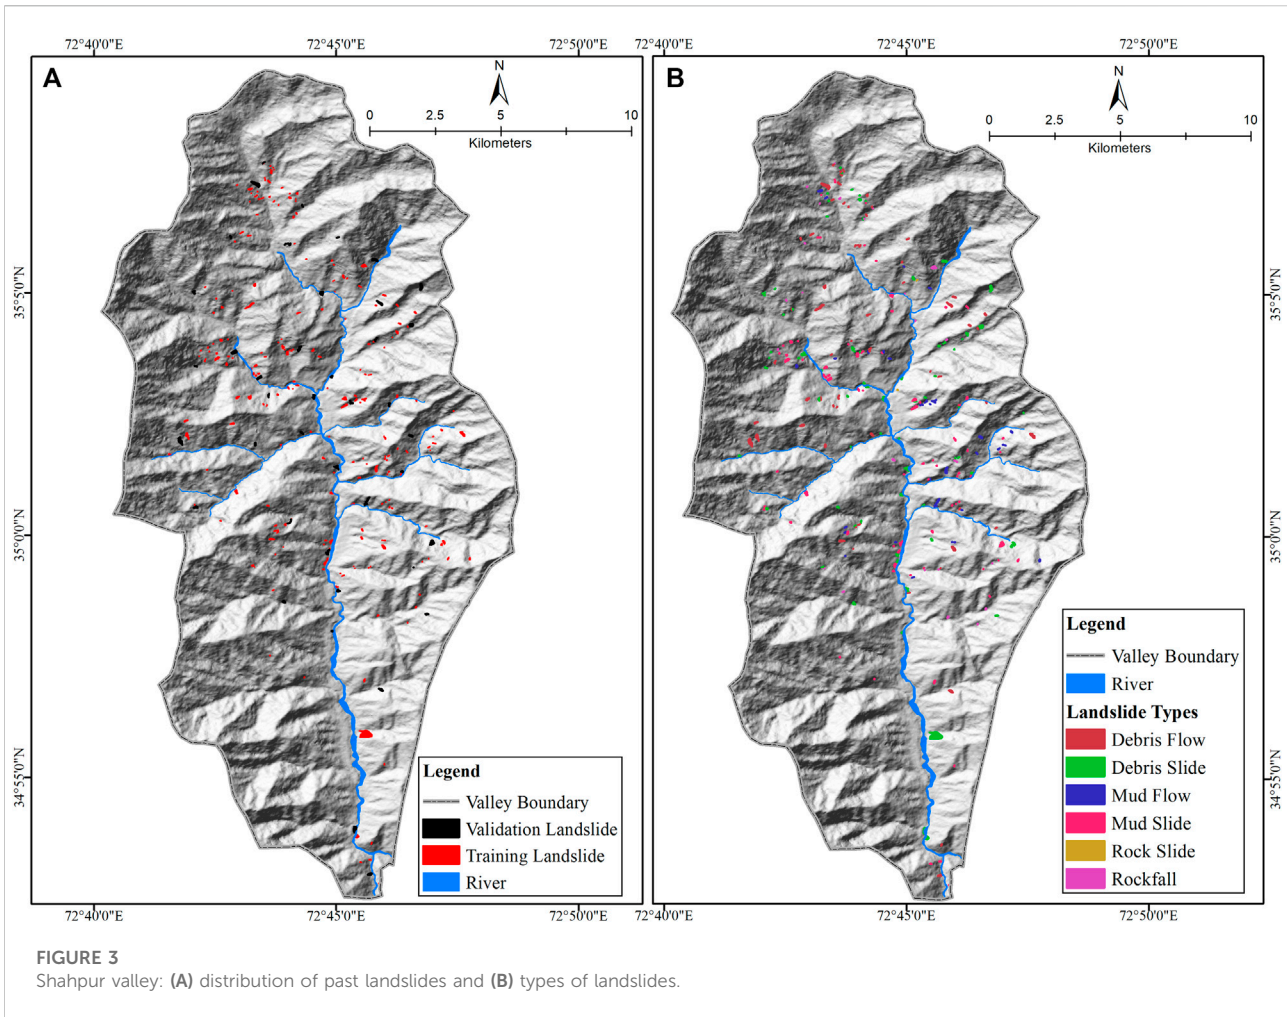 72°40'0"E
72°45'0"E
72°50'0"E
72°40'0"E
72°45'0"E
72°50'0"E
A
N
0
2.5
5
10
Kilometers
35°5'0"N
35°0'0"N
34°55'0"N
Legend
Valley Boundary
Validation Landslide
Training Landslide
River
72°40'0"E
72°45'0"E
72°50'0"E
B
N
0
2.5
5
10
Kilometers
35°5'0"N
35°0'0"N
34°55'0"N
Legend
Valley Boundary
River
Landslide Types
Debris Flow
Debris Slide
Mud Flow
Mud Slide
Rock Slide
Rockfall
72°40'0"E
72°45'0"E
72°50'0"E
FIGURE 3
Shahpur valley: (A) distribution of past landslides and (B) types of landslides.